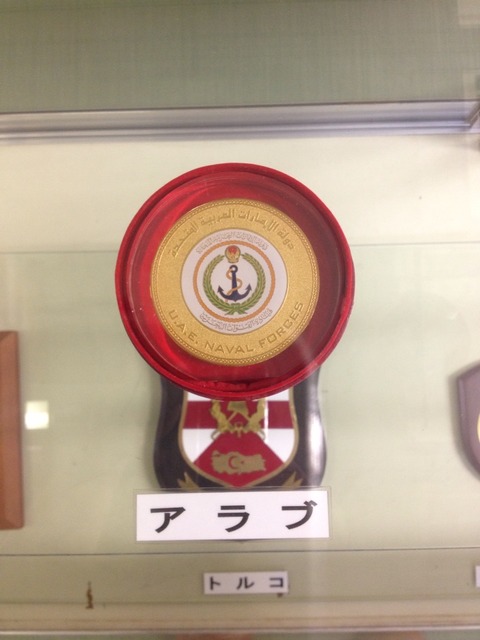 دولة الإمارات العربية المتحدة
U.A.E. NAVAL FORCES
アラブ
トルコ